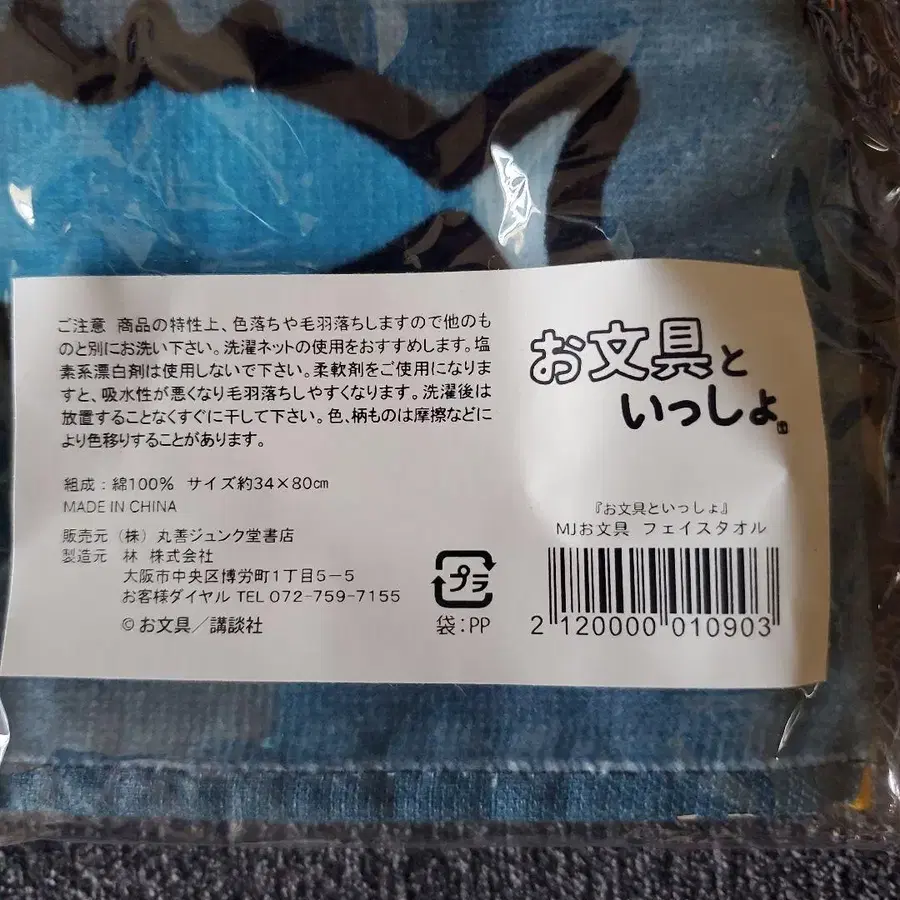 ご注意 商品の特性上、色落ちや毛羽落ちしますので他のも
のと別にお洗い下さい。洗濯ネットの使用をおすすめします。塩
素系漂白剤は使用しないで下さい。柔軟剤をご使用になりま
すと、吸水性が悪くなり毛羽落ちしやすくなります。洗濯後は
放置することなくすぐに干して下さい。色、柄ものは摩擦などに
より色移りすることがあります。
組成:綿100% サイズ約34×80㎝
MADE IN CHINA
販売元 (株) 丸善ジュンク堂書店
製造元 林 株式会社
大阪市中央区博労町1丁目5-5
お客様ダイヤル TEL 072-759-7155
©お文具/講談社
プラ
袋:PP
お文具と
いっしょ
『お文具といっしょ』
MJお文具 フェイスタオル
2 120000 010903